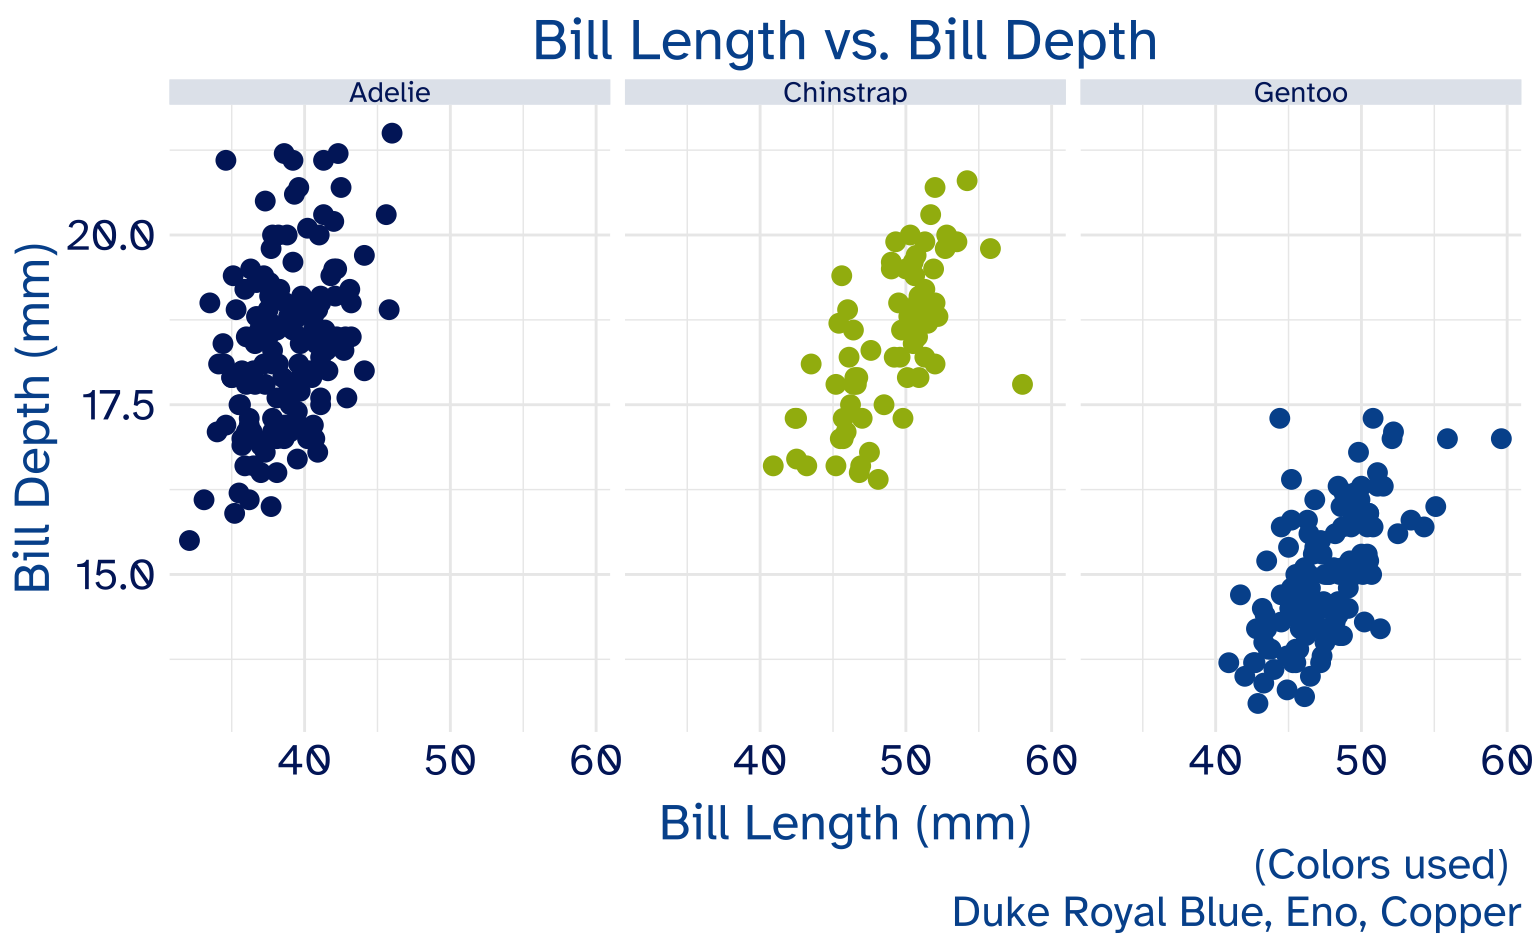 Bill Length vs. Bill Depth
Adelie
Chinstrap
Gentoo
Bill Depth (mm)
20.0
17.5
15.0
40 50 60 40 50 60 40 50 60
Bill Length (mm)
(Colors used)
Duke Royal Blue, Eno, Copper